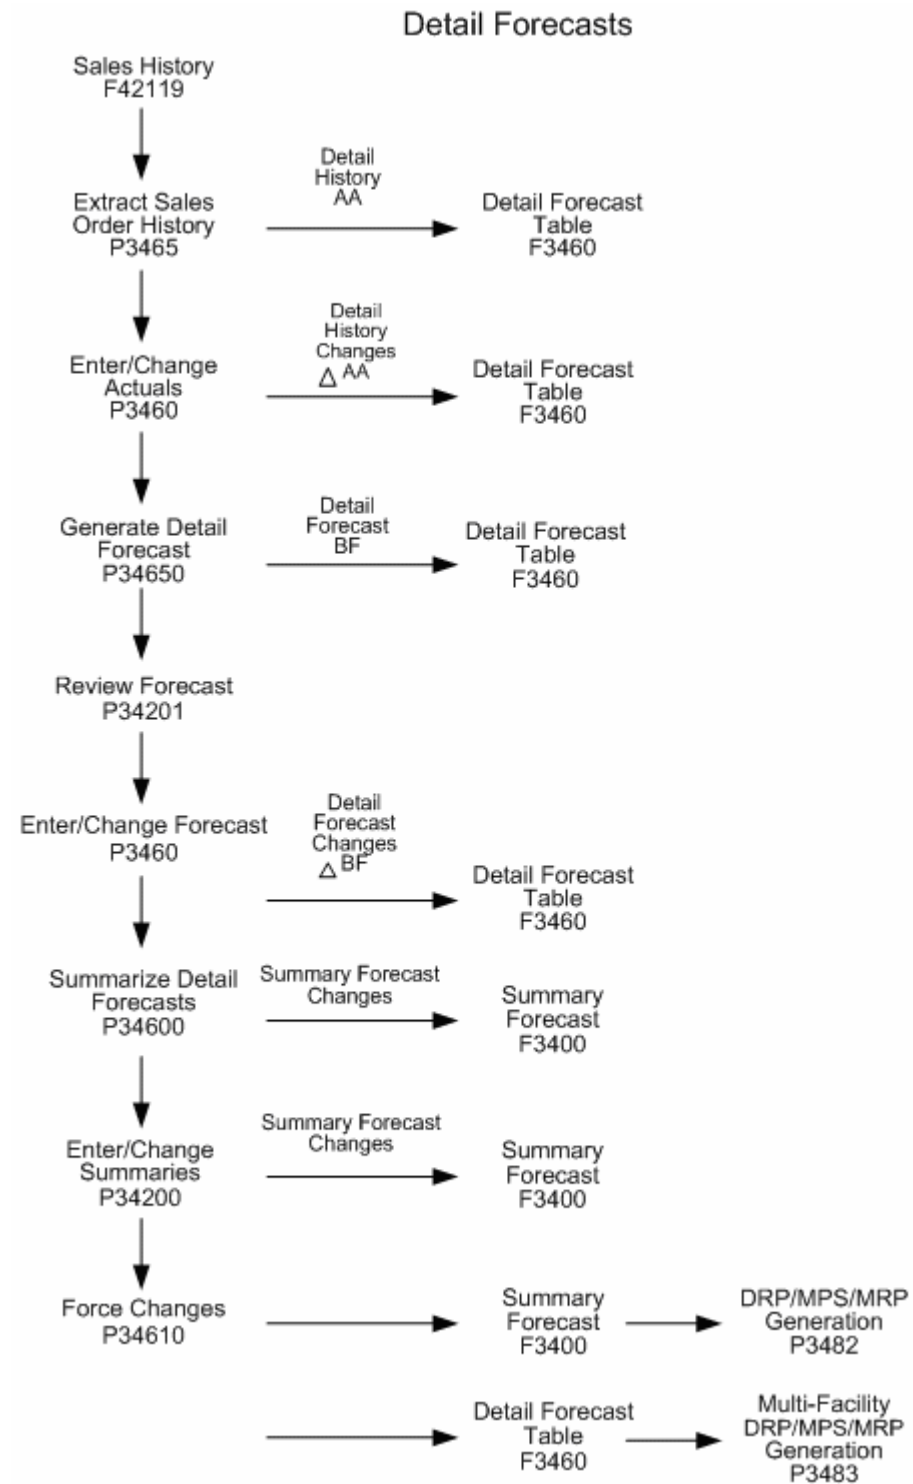 Detail Forecasts
Sales History
F42119
Extract Sales
Order History
P3465
Detail
History
AA
Detail Forecast
Table
F3460
Enter/Change
Actuals
P3460
Detail
History
Changes
△ AA
Detail Forecast
Table
F3460
Generate Detail
Forecast
P34650
Detail
Forecast
BF
Detail Forecast
Table
F3460
Review Forecast
P34201
Enter/Change Forecast
P3460
Detail
Forecast
Changes
△ BF
Detail Forecast
Table
F3460
Summarize Detail
Forecasts
P34600
Summary Forecast
Changes
Summary
Forecast
F3400
Enter/Change
Summaries
P34200
Summary Forecast
Changes
Summary
Forecast
F3400
Force Changes
P34610
Summary
Forecast
F3400
DRP/MPS/MRP
Generation
P3482
Detail Forecast
Table
F3460
Multi-Facility
DRP/MPS/MRP
Generation
P3483